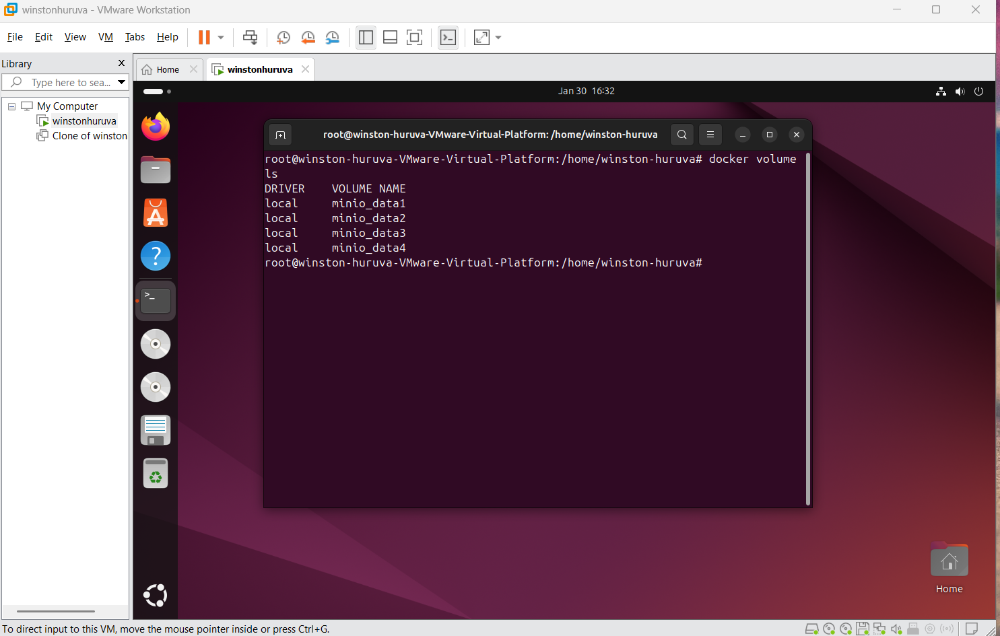 winstonhuruva - VMware Workstation
File Edit View VM Tabs Help
Library
Type here to sea...
My Computer
winstonhuruva
Clone of winston
Home
winstonhuruva
Jan 30 16:32
root@winston-huruva-VMware-Virtual-Platform: /home/winston-huruva
root@winston-huruva-VMware-Virtual-Platform:/home/winston-huruva# docker volume
ls
DRIVER    VOLUME NAME
local     minio_data1
local     minio_data2
local     minio_data3
local     minio_data4
root@winston-huruva-VMware-Virtual-Platform:/home/winston-huruva#
Home
To direct input to this VM, move the mouse pointer inside or press Ctrl+G.